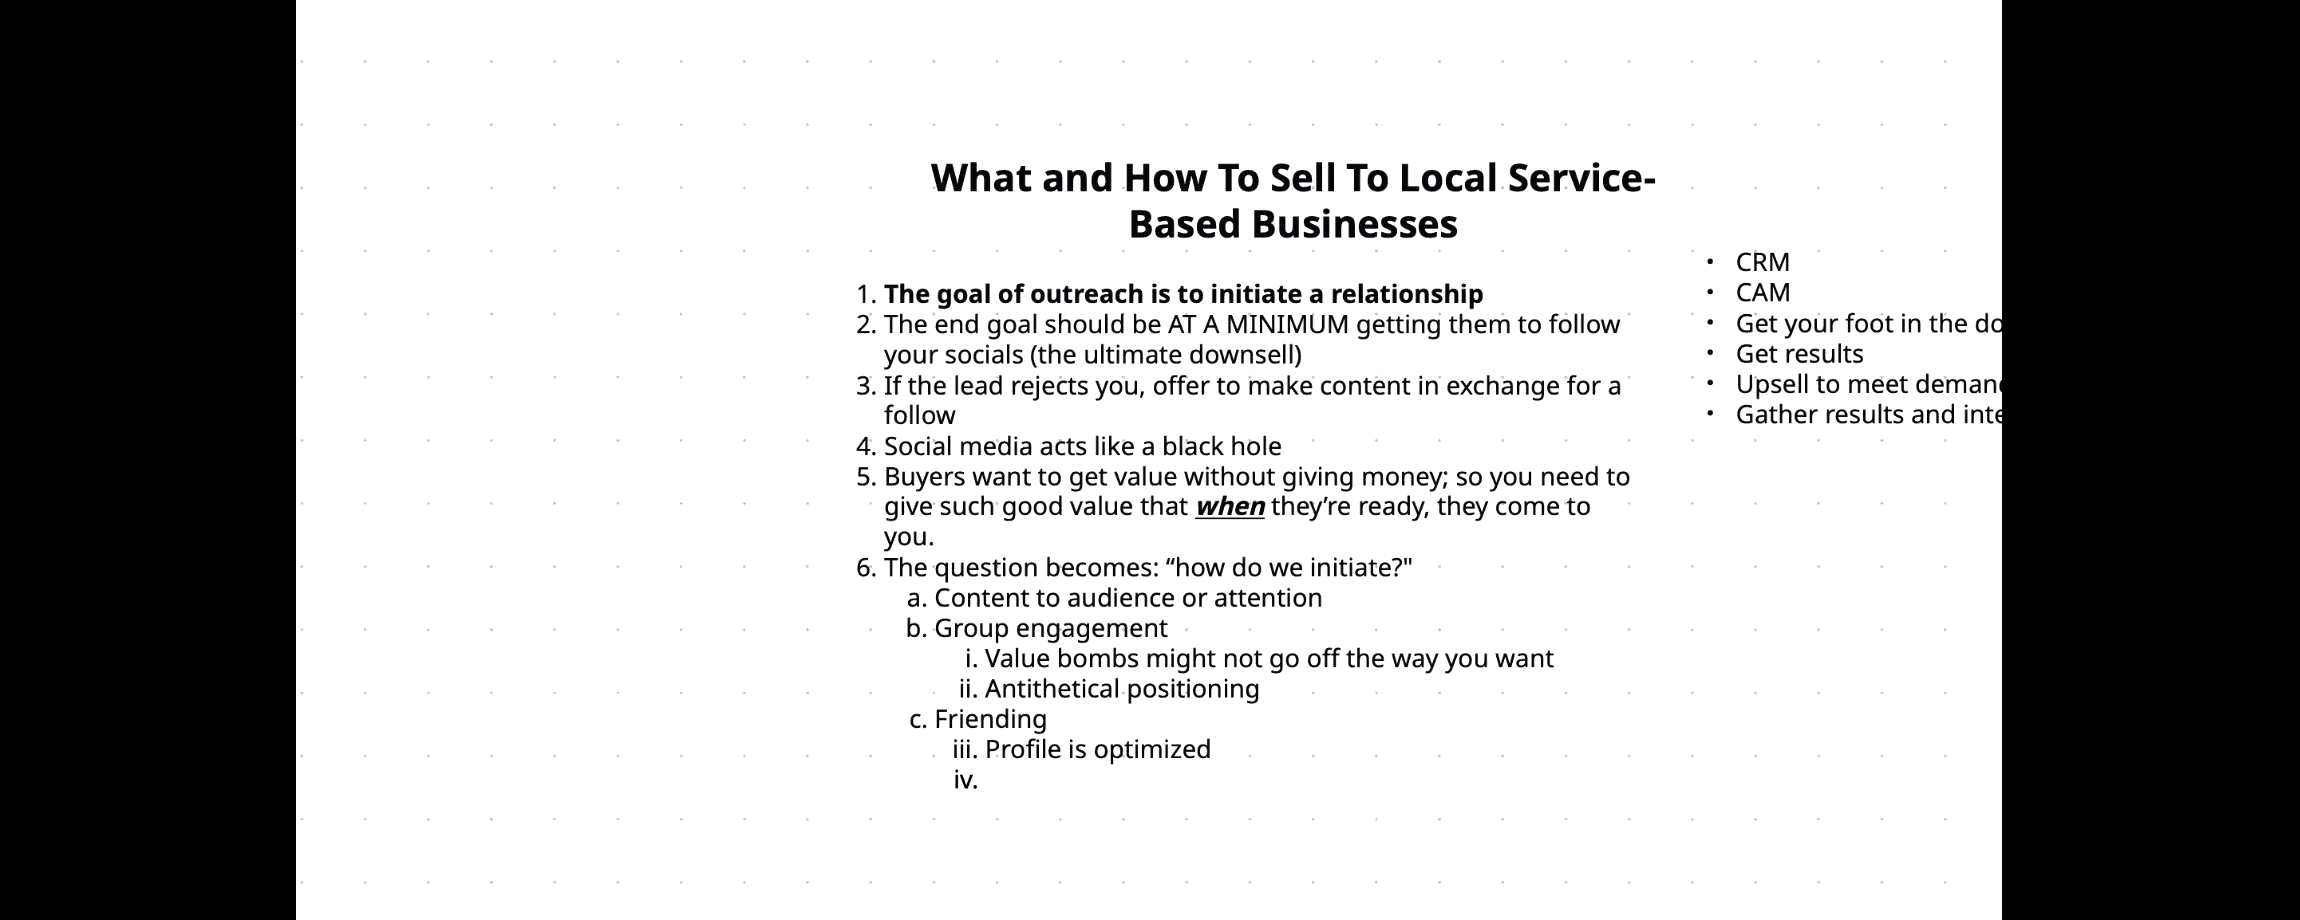 What and How To Sell To Local Service-
Based Businesses
1. The goal of outreach is to initiate a relationship
2. The end goal should be AT A MINIMUM getting them to follow
your socials (the ultimate downsell)
3. If the lead rejects you, offer to make content in exchange for a
follow
4. Social media acts like a black hole
5. Buyers want to get value without giving money; so you need to
give such good value that when they’re ready, they come to
you.
6. The question becomes: “how do we initiate?"
a. Content to audience or attention
b. Group engagement
i. Value bombs might not go off the way you want
ii. Antithetical positioning
c. Friending
iii. Profile is optimized
iv.
• CRM
• CAM
• Get your foot in the
• Get results
• Upsell to meet
• Gather results and